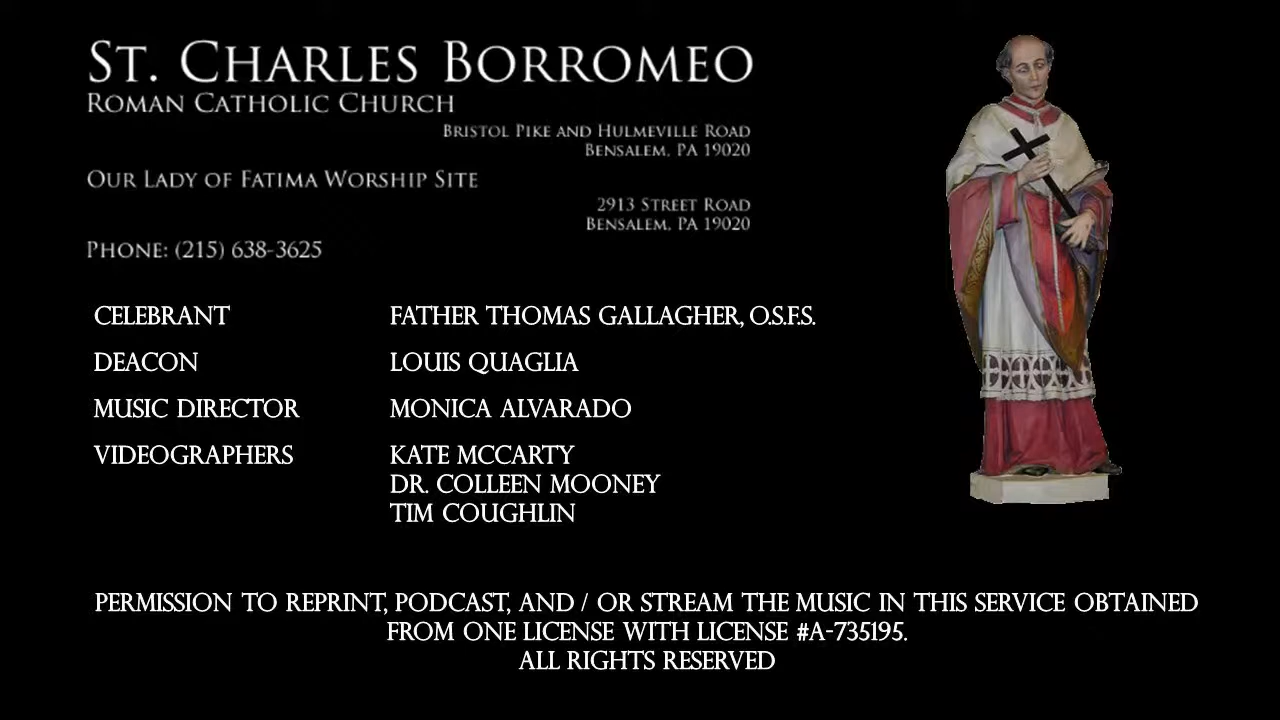 St. Charles Borromeo
Roman Catholic Church
Bristol Pike and Hulmeville Road
Bensalem, PA 19020
Our Lady of Fatima Worship Site
2913 Street Road
Bensalem, PA 19020
Phone: (215) 638-3625
CELEBRANT FATHER THOMAS GALLAGHER, O.S.F.S.
DEACON LOUIS QUAGLIA
MUSIC DIRECTOR MONICA ALVARADO
VIDEOGRAPHERS KATE MCCARTY
DR. COLLEEN MOONEY
TIM COUGHLIN
PERMISSION TO REPRINT, PODCAST, AND / OR STREAM THE MUSIC IN THIS SERVICE OBTAINED
FROM ONE LICENSE WITH LICENSE #A-735195.
ALL RIGHTS RESERVED